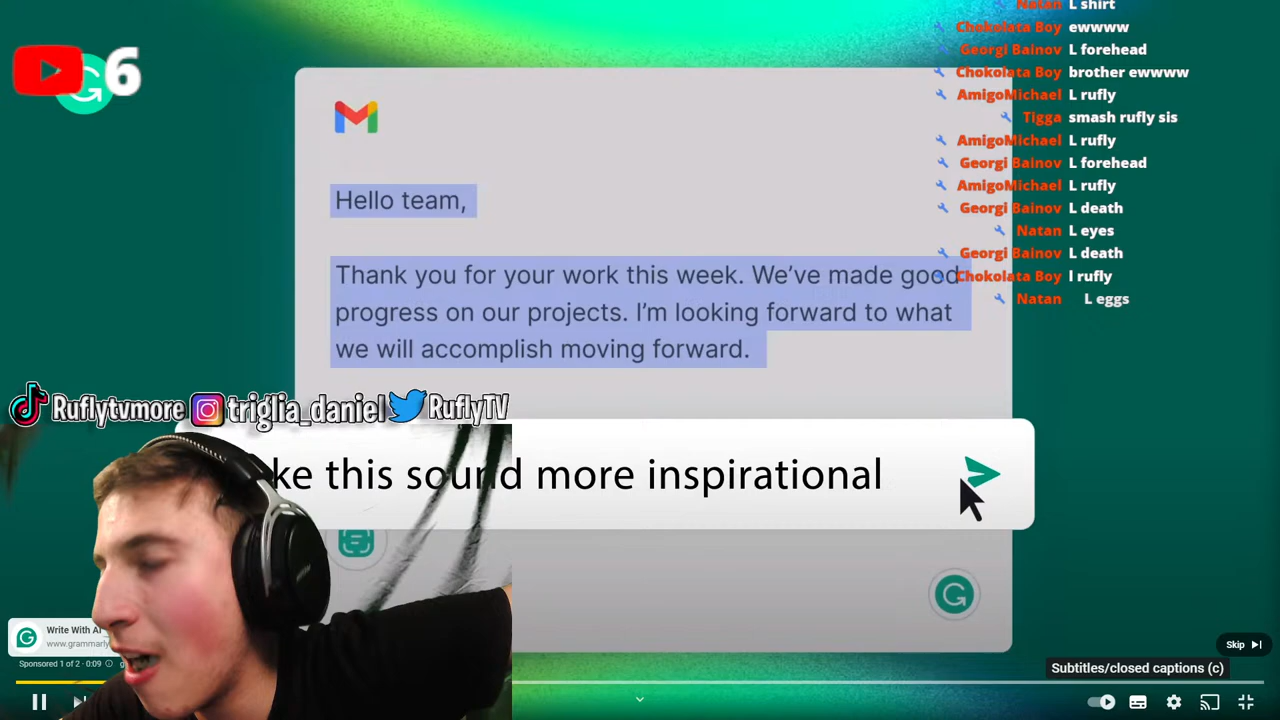 6
Natan L shirt
Chokolata Boy ewwww
Georgi Bainov L forehead
Chokolata Boy brother ewwww
AmigoMichael L rufly
Tigga smash rufly sis
AmigoMichael L rufly
Georgi Bainov L forehead
AmigoMichael L rufly
Georgi Bainov L death
Natan L eyes
Georgi Bainov L death
Chokolata Boy l rufly
Natan L eggs
Hello team,
Thank you for your work this week. We've made good
progress on our projects. I'm looking forward to what
we will accomplish moving forward.
Ruflytvmore triglia_daniel RuflyTV
ke this sound more inspirational
Write With AI
www.grammarly
Sponsored 1 of 2 · 0:09
Skip
Subtitles/closed captions (c)